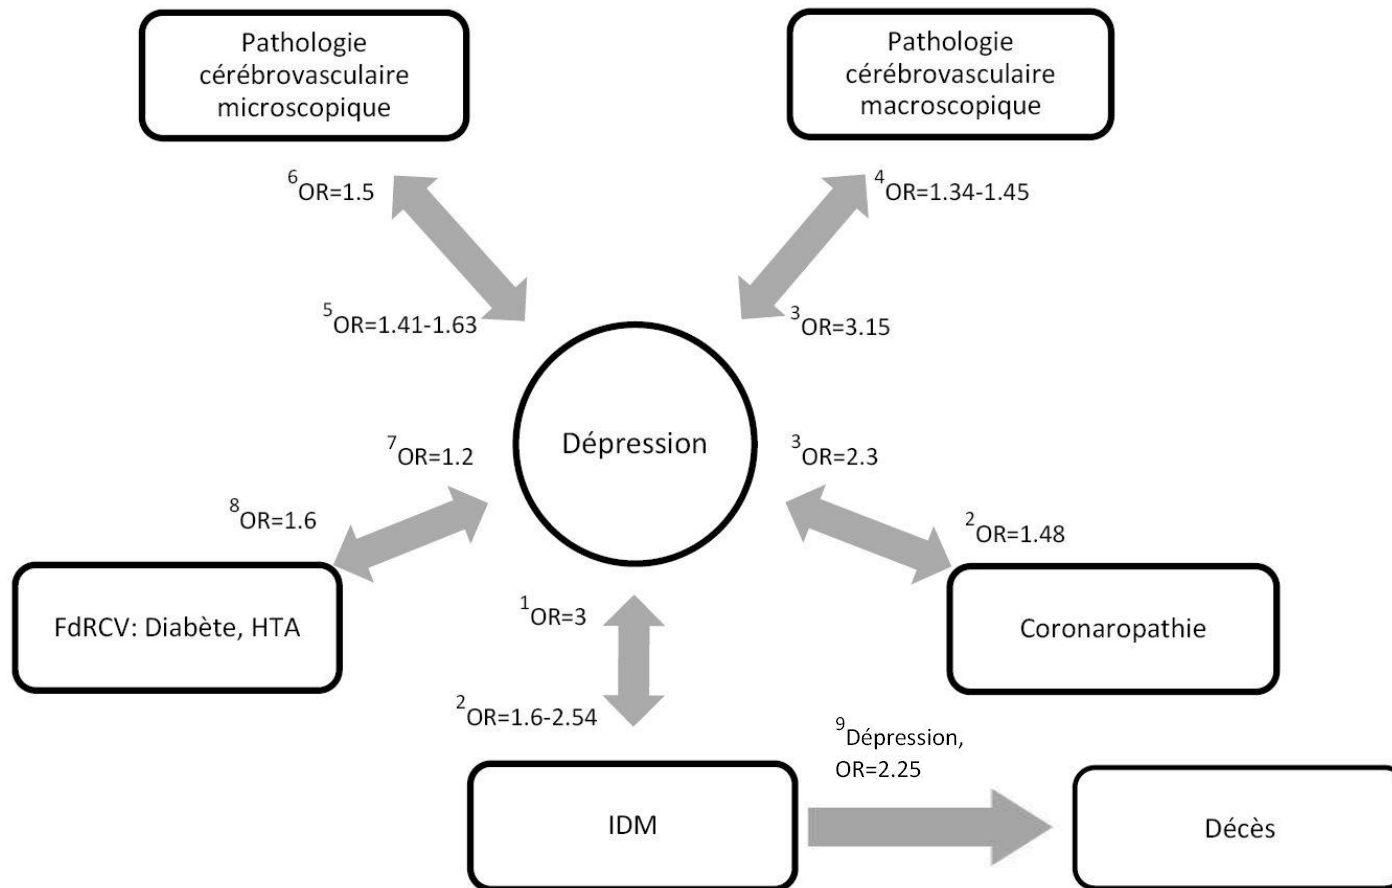 Pathologie
cérébrovasculaire
microscopique
Pathologie
cérébrovasculaire
macroscopique
6OR=1.5
4OR=1.34-1.45
5OR=1.41-1.63
3OR=3.15
Dépression
7OR=1.2
3OR=2.3
8OR=1.6
2OR=1.48
FdRCV: Diabète, HTA
Coronaropathie
1OR=3
2OR=1.6-2.54
9Dépression,
OR=2.25
IDM
Décès